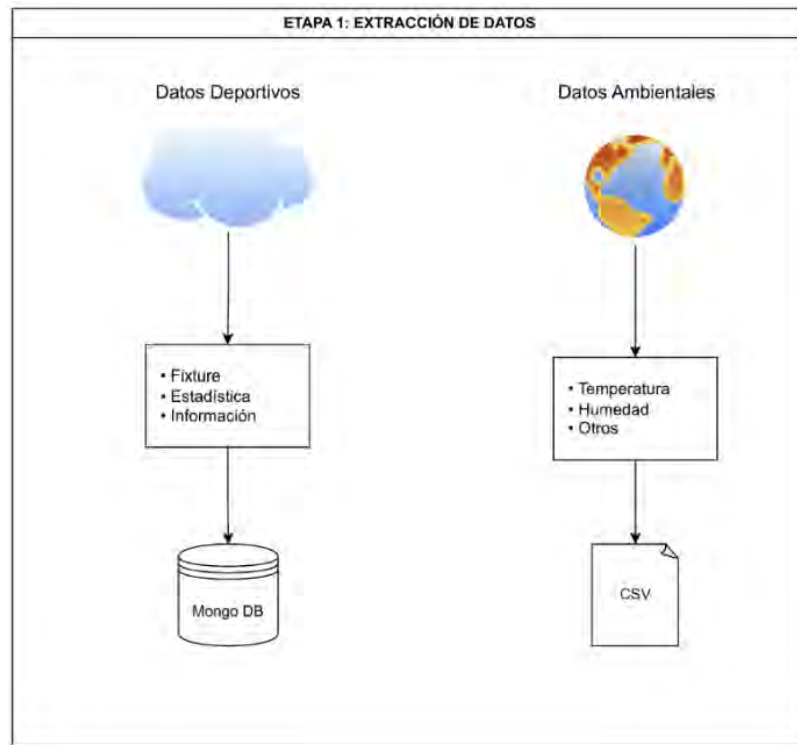 ETAPA 1: EXTRACCIÓN DE DATOS
Datos Deportivos
Datos Ambientales
• Fixture
• Estadística
• Información
• Temperatura
• Humedad
• Otros
Mongo DB
CSV